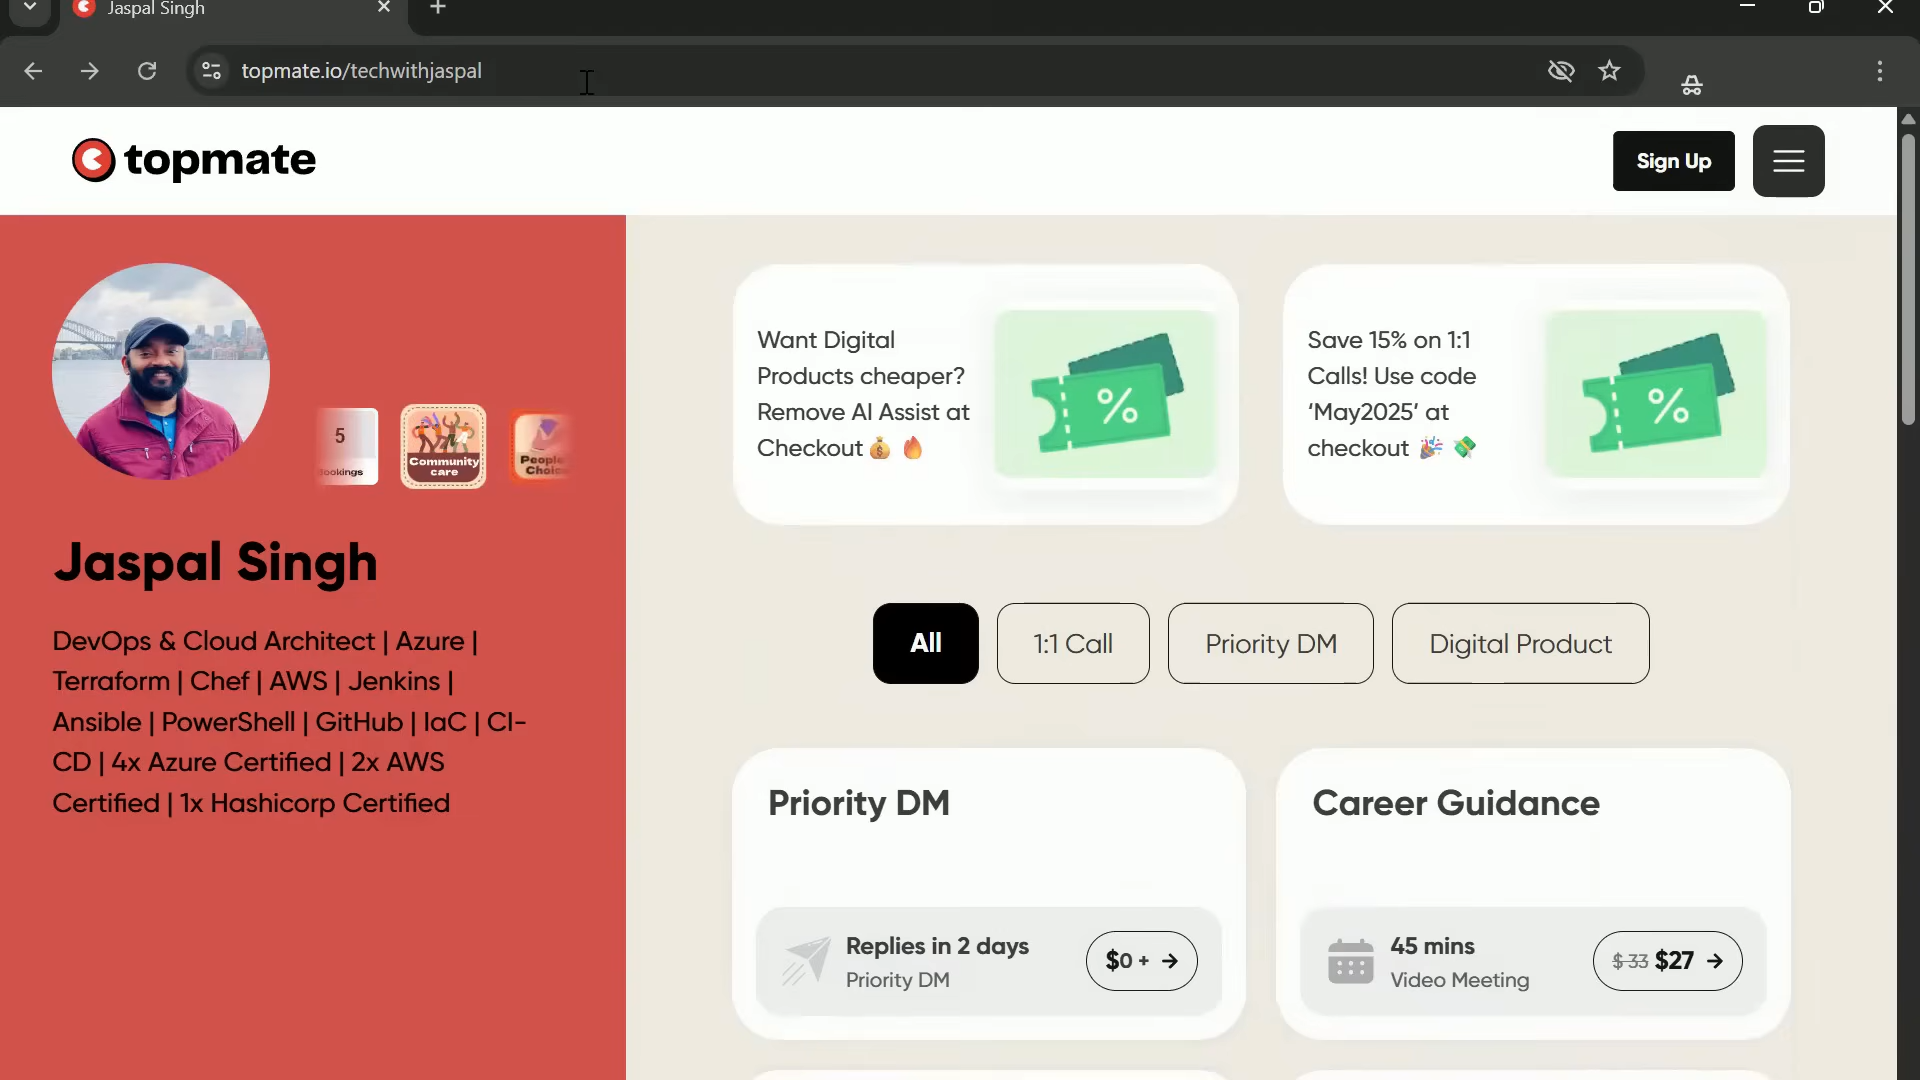 Jaspal Singh
topmate.io/techwithjaspal
topmate
Sign Up
5
Community
care
Jaspal Singh
DevOps & Cloud Architect | Azure |
Terraform | Chef | AWS | Jenkins |
Ansible | PowerShell | GitHub | IaC | CI-
CD | 4x Azure Certified | 2x AWS
Certified | 1x Hashicorp Certified
Want Digital
Products cheaper?
Remove AI Assist at
Checkout 💰 🔥
%
Save 15% on 1:1
Calls! Use code
‘May2025’ at
checkout 🎉 💸
%
All
1:1 Call
Priority DM
Digital Product
Priority DM
Replies in 2 days
Priority DM
$0 + →
Career Guidance
45 mins
Video Meeting
$ 33 $27 →